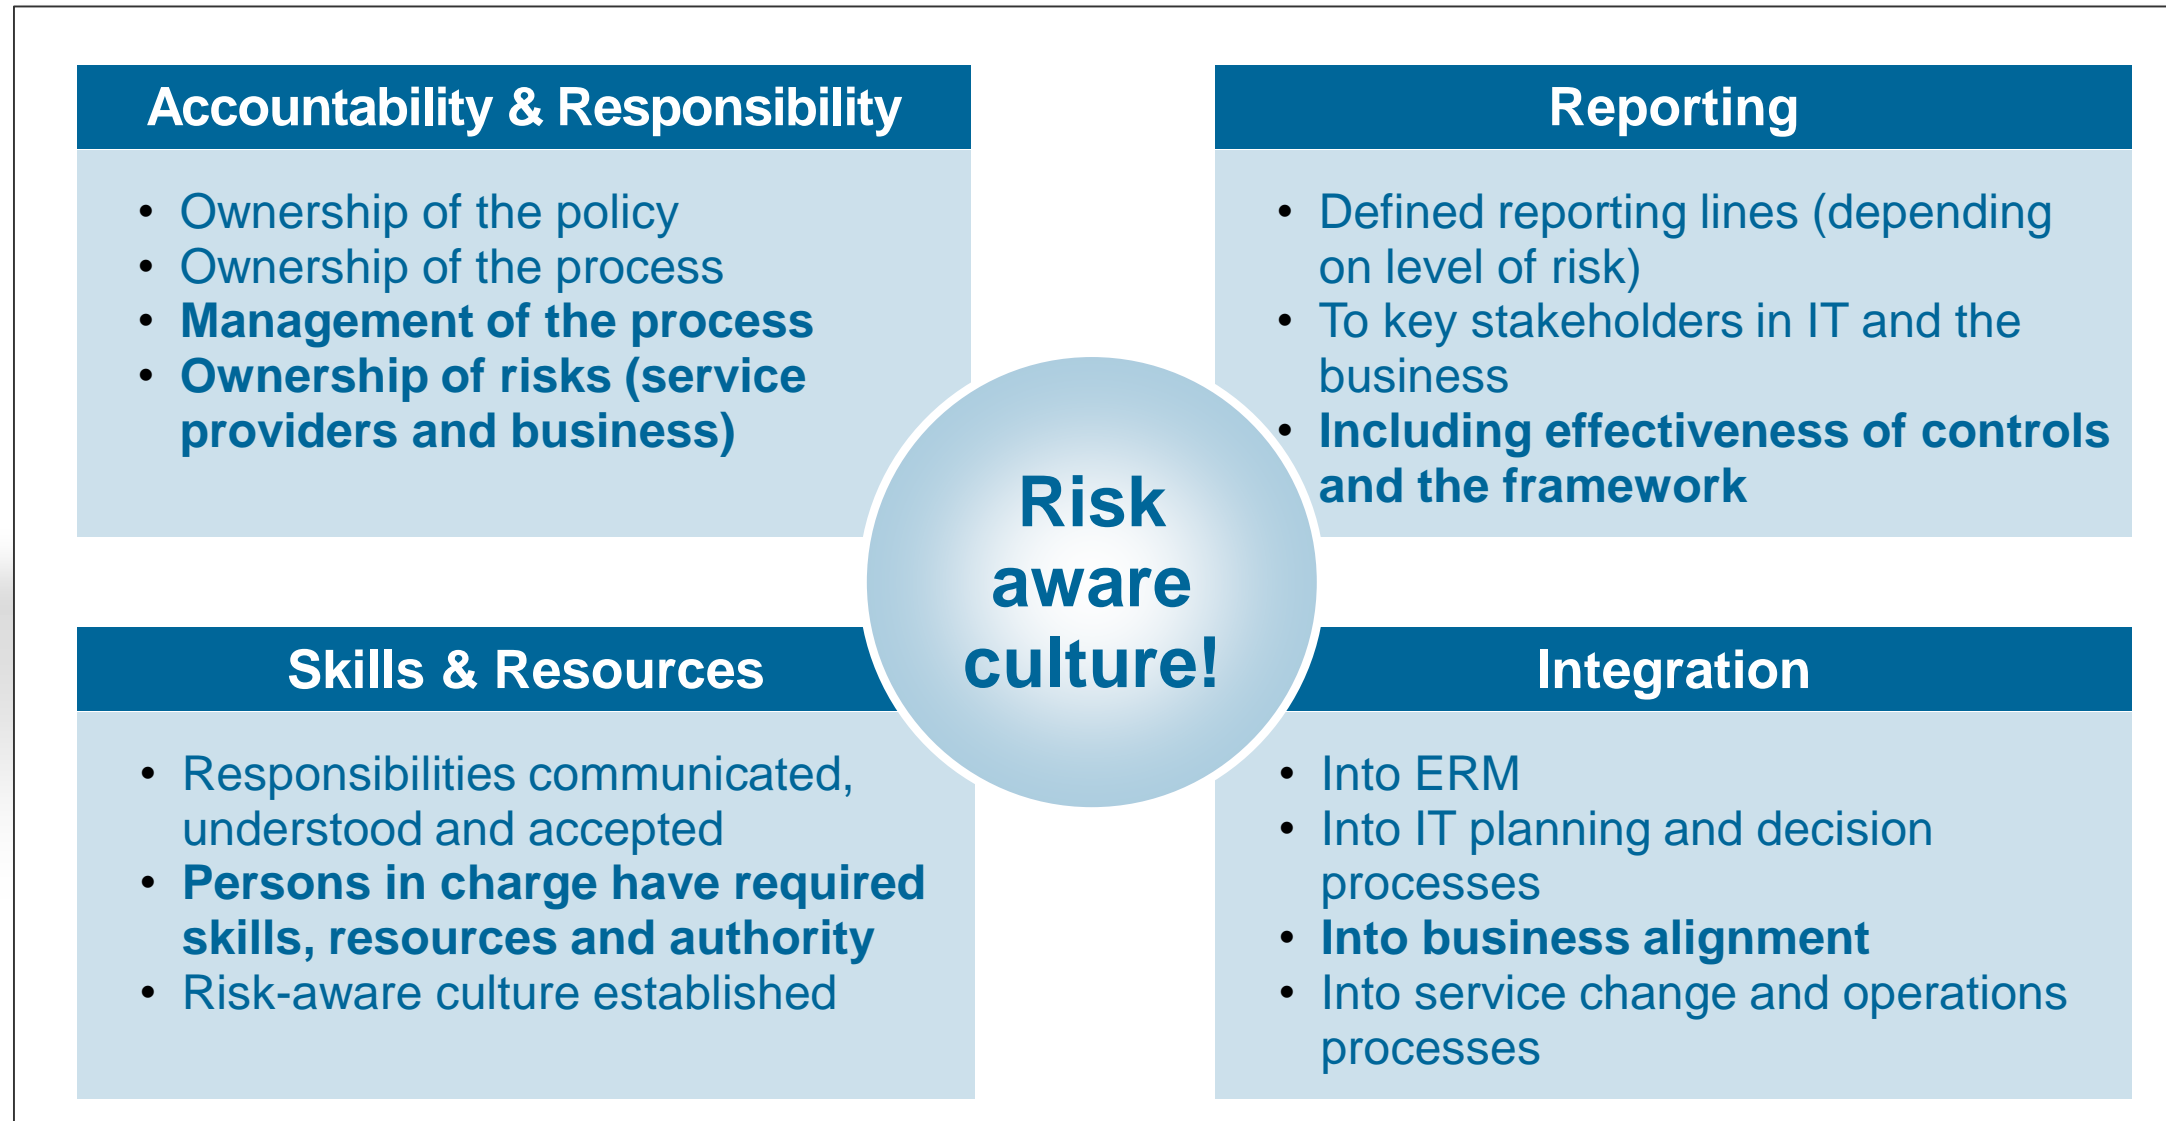 Accountability & Responsibility
• Ownership of the policy
• Ownership of the process
• Management of the process
• Ownership of risks (service
providers and business)
Reporting
• Defined reporting lines (depending
on level of risk)
• To key stakeholders in IT and the
business
• Including effectiveness of controls
and the framework
Risk
aware
culture!
Skills & Resources
• Responsibilities communicated,
understood and accepted
• Persons in charge have required
skills, resources and authority
• Risk-aware culture established
Integration
• Into ERM
• Into IT planning and decision
processes
• Into business alignment
• Into service change and operations
processes